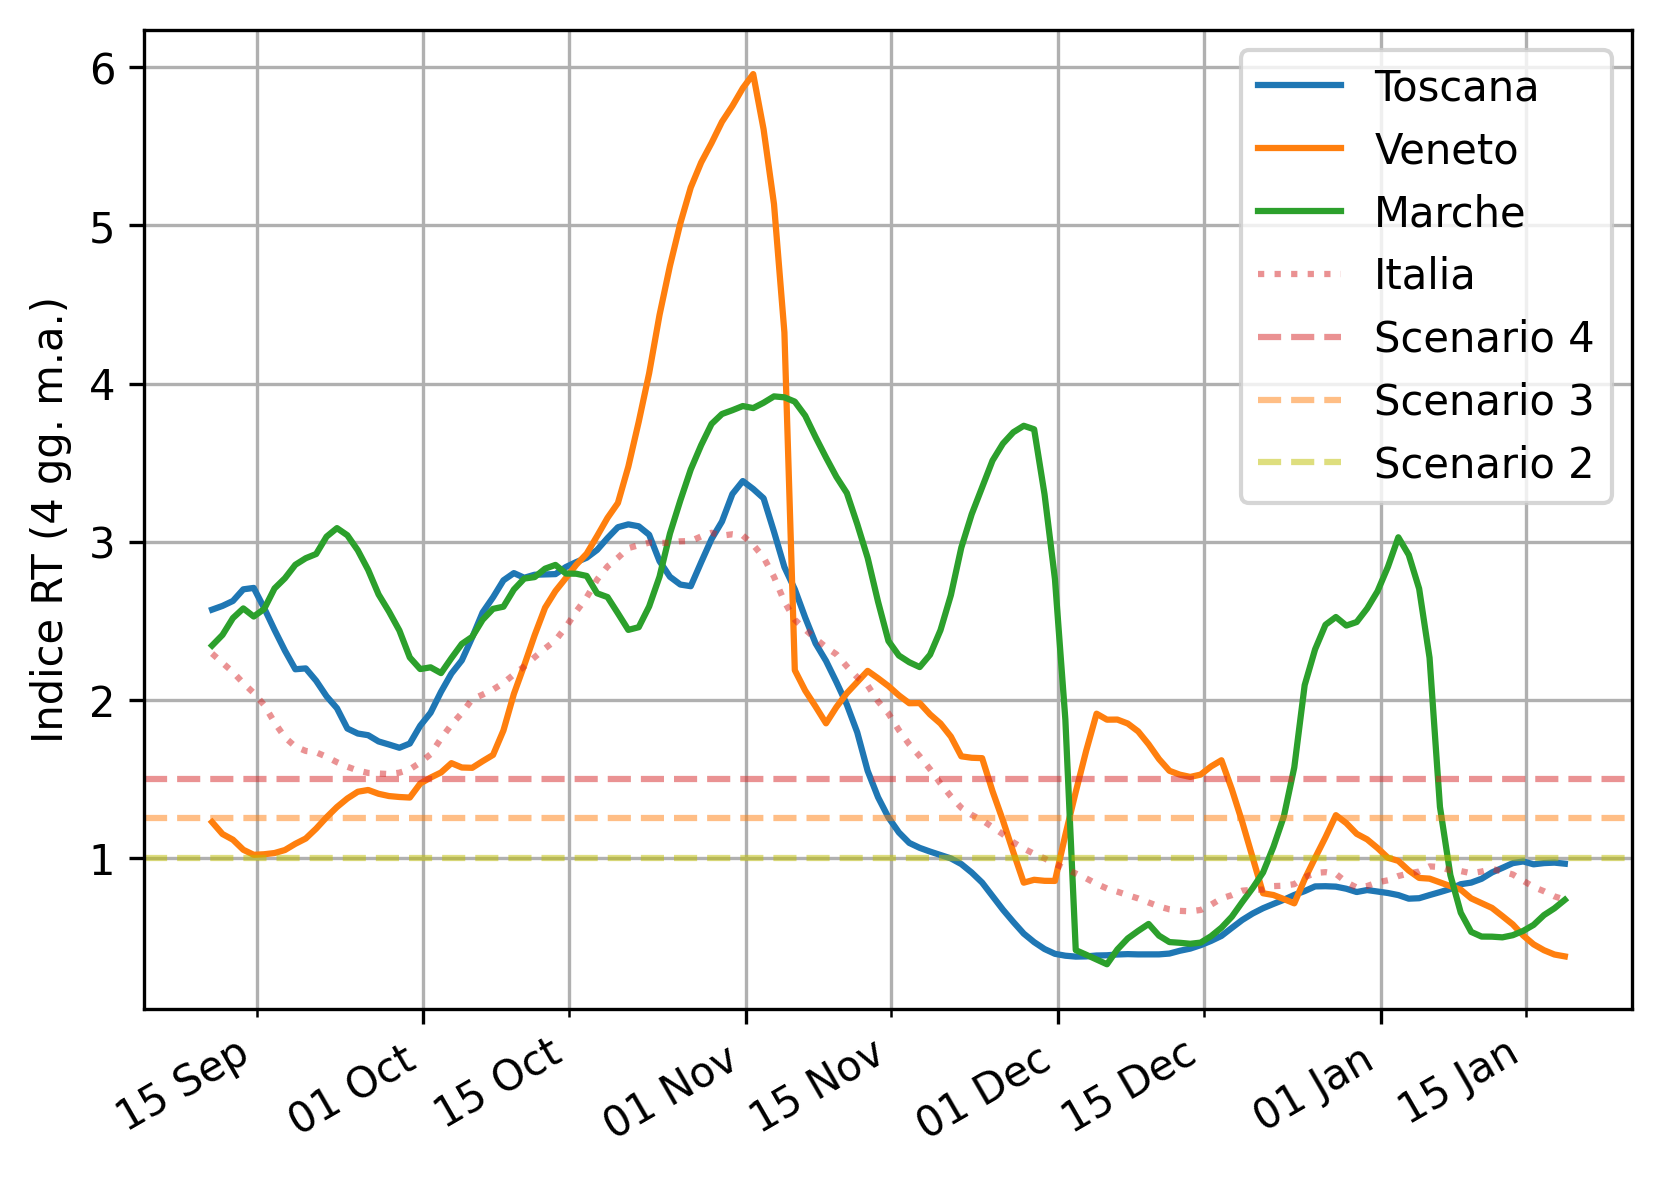 6
5
4
3
2
1
Indice RT (4 gg. m.a.)
Toscana
Veneto
Marche
Italia
Scenario 4
Scenario 3
Scenario 2
15 Sep
01 Oct
15 Oct
01 Nov
15 Nov
01 Dec
15 Dec
01 Jan
15 Jan